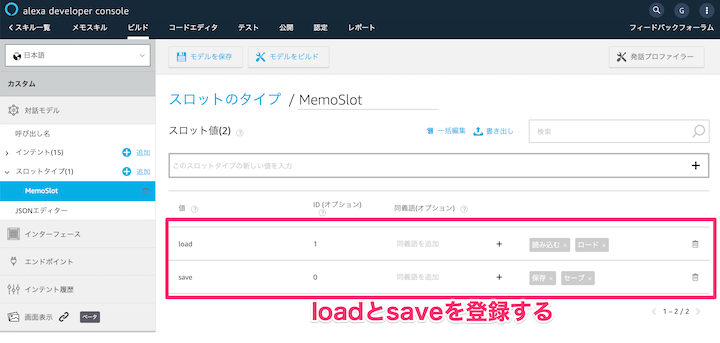 alexa developer console
G
<スキル一覧 メモスキル ビルド コードエディタ テスト 公開 認定 レポート フィードバックフォーラム
日本語
モデルを保存 モデルをビルド 発話プロファイラー
カスタム
対話モデル
呼び出し名
インテント(15) 追加
スロットタイプ(1) 追加
MemoSlot
JSONエディター
インターフェース
エンドポイント
インテント履歴
画面表示 ベータ
スロットのタイプ / MemoSlot
スロット値(2) 一括編集 書き出し 検索
このスロットタイプの新しい値を入力
値 ID (オプション) 同義語(オプション)
load 1 同義語を追加 + 読み込む × ロード ×
save 0 同義語を追加 + 保存 × セーブ ×
loadとsaveを登録する
< 1 – 2 / 2 >